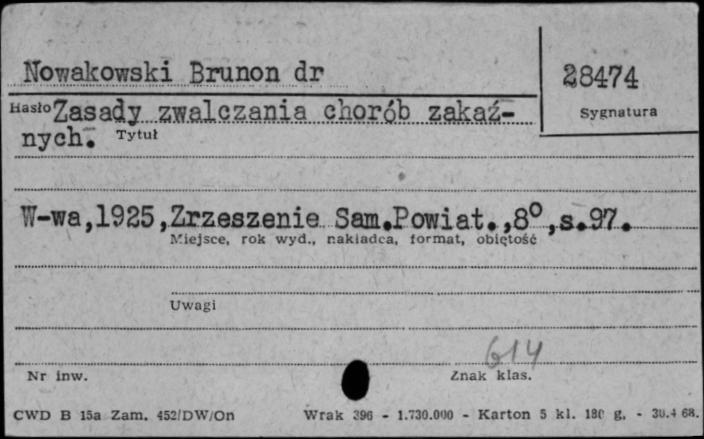 Nowakowski Brunon dr
28474
Hasło Zasady zwalczania chorób zakaź-
Sygnatura
nych. Tytuł
W-wa,1925,Zrzeszenie Sam.Powiat.,8⁰,s.97.
Miejsce, rok wyd., nakładca, format, objętość
Uwagi
614
Nr inw.
Znak klas.
CWD B 15a Zam. 452/DW/On Wrak 396 - 1.730.000 - Karton 5 kl. 180 g. - 30.4 68.